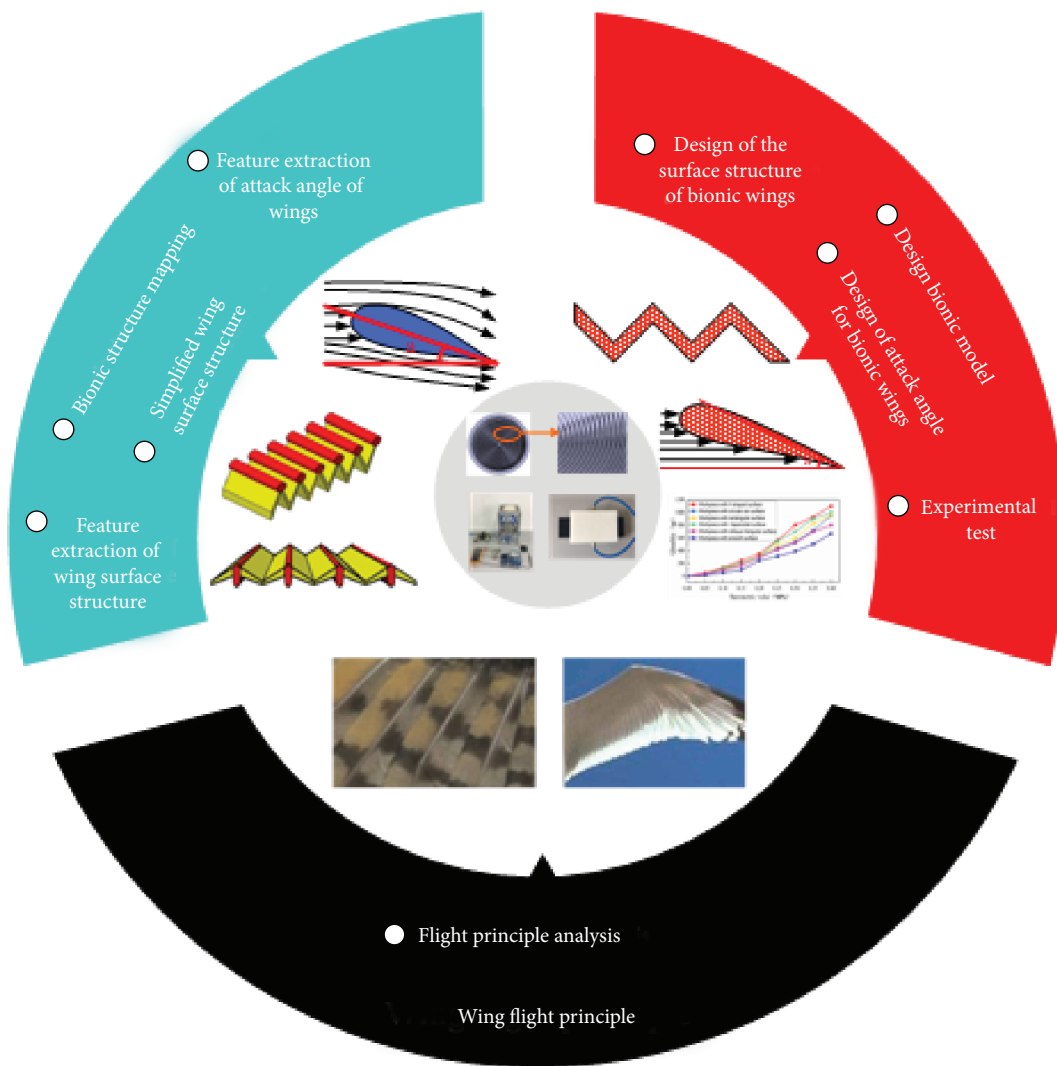 Feature extraction
of attack angle of
wings
Bionic structure mapping
Simplified wing
surface structure
Feature
extraction of
wing surface
structure
Design of the
surface structure
of bionic wings
Design bionic model
Design of attack angle
for bionic wings
Experimental
test
Flight principle analysis
Wing flight principle